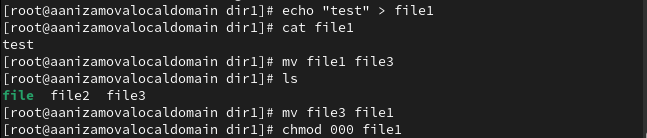 [root@aanizamovalocaldomain dir1]# echo "test" > file1
[root@aanizamovalocaldomain dir1]# cat file1
test
[root@aanizamovalocaldomain dir1]# mv file1 file3
[root@aanizamovalocaldomain dir1]# ls
file  file2  file3
[root@aanizamovalocaldomain dir1]# mv file3 file1
[root@aanizamovalocaldomain dir1]# chmod 000 file1